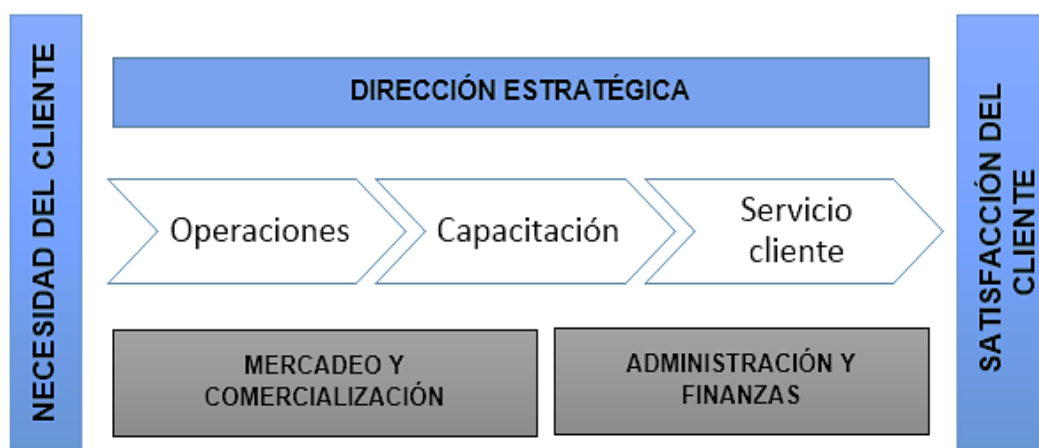 NECESIDAD DEL CLIENTE
DIRECCIÓN ESTRATÉGICA
Operaciones
Capacitación
Servicio
cliente
MERCADEO Y
COMERCIALIZACIÓN
ADMINISTRACIÓN Y
FINANZAS
SATISFACCIÓN DEL
CLIENTE